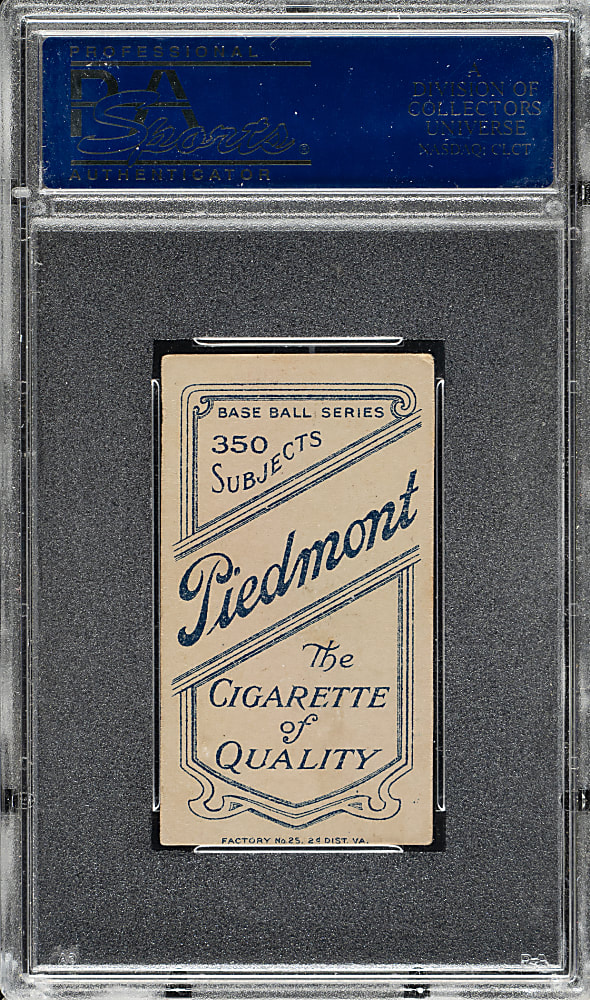 PROFESSIONAL
PSA
Sports®
AUTHENTICATOR
A
DIVISION OF
COLLECTORS
UNIVERSE
NASDAQ: CLCT
BASE BALL SERIES
350
SUBJECTS
Piedmont
The
CIGARETTE
of
QUALITY
FACTORY No 25. 2d DIST. VA.